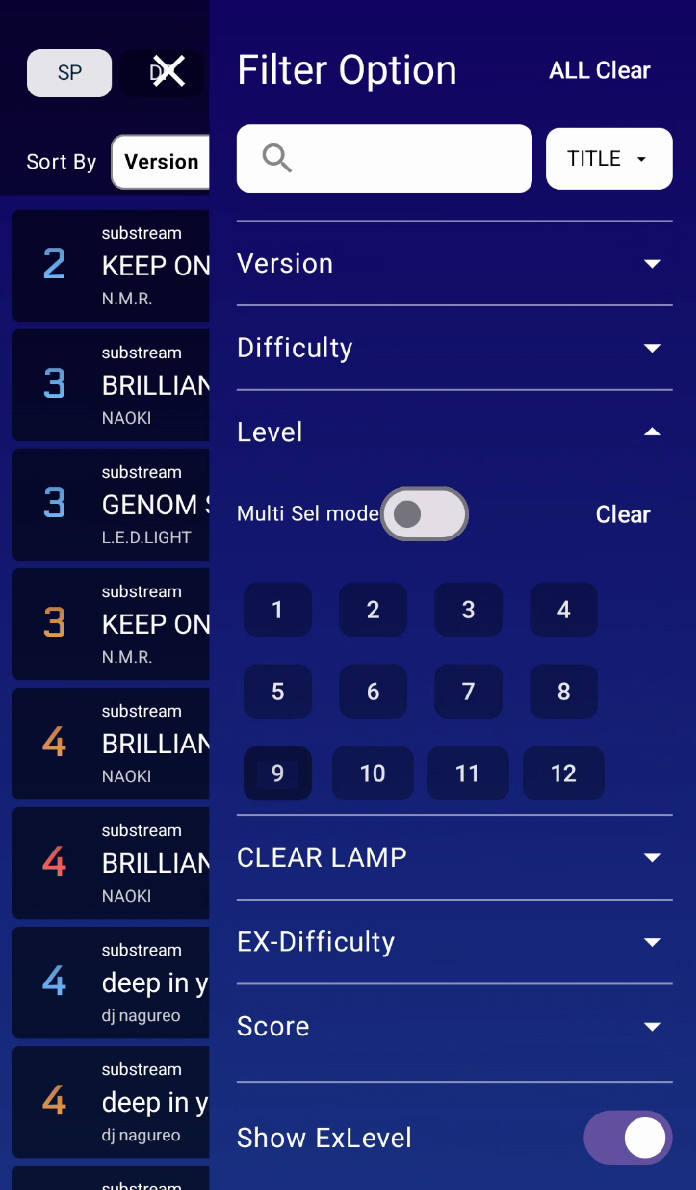 SP
Filter Option
ALL Clear
Sort By
Version
TITLE
2
substream
KEEP ON
N.M.R.
Version
3
substream
BRILLIAN
NAOKI
Difficulty
Level
3
substream
GENOM
L.E.D.LIGHT
Multi Sel mode
Clear
3
substream
KEEP ON
N.M.R.
1 2 3 4
5 6 7 8
9 10 11 12
4
substream
BRILLIAN
NAOKI
4
substream
BRILLIAN
NAOKI
CLEAR LAMP
EX-Difficulty
4
substream
deep in y
dj nagureo
Score
4
substream
deep in y
dj nagureo
Show ExLevel
substream